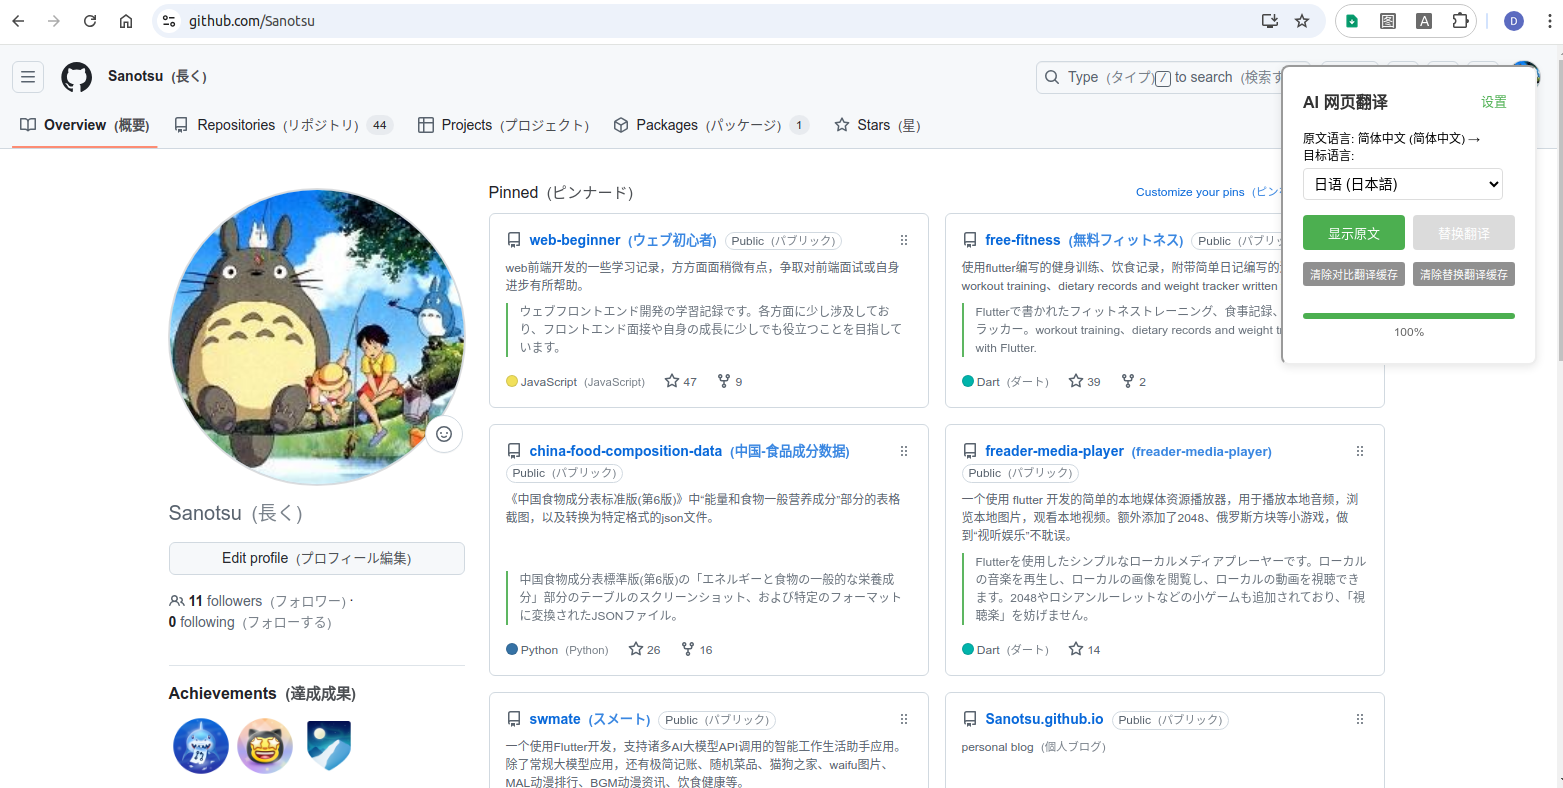 github.com/Sanotsu
D
Sanotsu (長く)
Type (タイプ) / to search (検索す
Overview (概要)
Repositories (リポジトリ) 44
Projects (プロジェクト)
Packages (パッケージ) 1
Stars (星)
AI 网页翻译
设置
原文语言: 简体中文 (简体中文) →
目标语言:
日语 (日本語)
显示原文
替换翻译
清除对比翻译缓存
清除替换翻译缓存
100%
Sanotsu (長く)
Edit profile (プロフィール編集)
11 followers (フォロワー) ·
0 following (フォローする)
Achievements (達成成果)
Pinned (ピンナード)
Customize your pins (ピン
web-beginner (ウェブ初心者) Public (パブリック)
web前端开发的一些学习记录，方方面面稍微有点，争取对前端面试或自身
进步有所帮助。
ウェブフロントエンド開発の学習記録です。各方面に少し涉及してお
り、フロントエンド面接や自身の成長に少しでも役立つことを目指して
います。
JavaScript (JavaScript) 47 9
free-fitness (無料フィットネス) Public (パブリッ
使用flutter编写的健身训练、饮食记录，附带简单日记编写的
workout training、dietary records and weight tracker written
Flutterで書かれたフィットネストレーニング、食事記録、
ラッカー。workout training、dietary records and weight tr
with Flutter.
Dart (ダート) 39 2
china-food-composition-data (中国-食品成分数据)
Public (パブリック)
《中国食物成分表标准版(第6版)》中“能量和食物一般营养成分”部分的表格
截图，以及转换为特定格式的json文件。
中国食物成分表標準版(第6版)の「エネルギーと食物の一般的な栄養成
分」部分のテーブルのスクリーンショット、および特定のフォーマット
に変換されたJSONファイル。
Python (Python) 26 16
freader-media-player (freader-media-player)
Public (パブリック)
一个使用 flutter 开发的简单的本地媒体资源播放器，用于播放本地音频，浏
览本地图片，观看本地视频。额外添加了2048、俄罗斯方块等小游戏，做
到“视听娱乐”不耽误。
Flutterを使用したシンプルなローカルメディアプレーヤーです。ローカル
の音楽を再生し、ローカルの画像を閲覧し、ローカルの動画を視聴でき
ます。2048やロシアンルーレットなどの小ゲームも追加されており、「視
聴楽」を妨げません。
Dart (ダート) 14
swmate (スメート) Public (パブリック)
一个使用Flutter开发，支持诸多AI大模型API调用的智能工作生活助手应用。
除了常规大模型应用，还有极简记账、随机菜品、猫狗之家、waifu图片、
MAL动漫排行、BGM动漫资讯、饮食健康等。
Sanotsu.github.io Public (パブリック)
personal blog (個人ブログ)